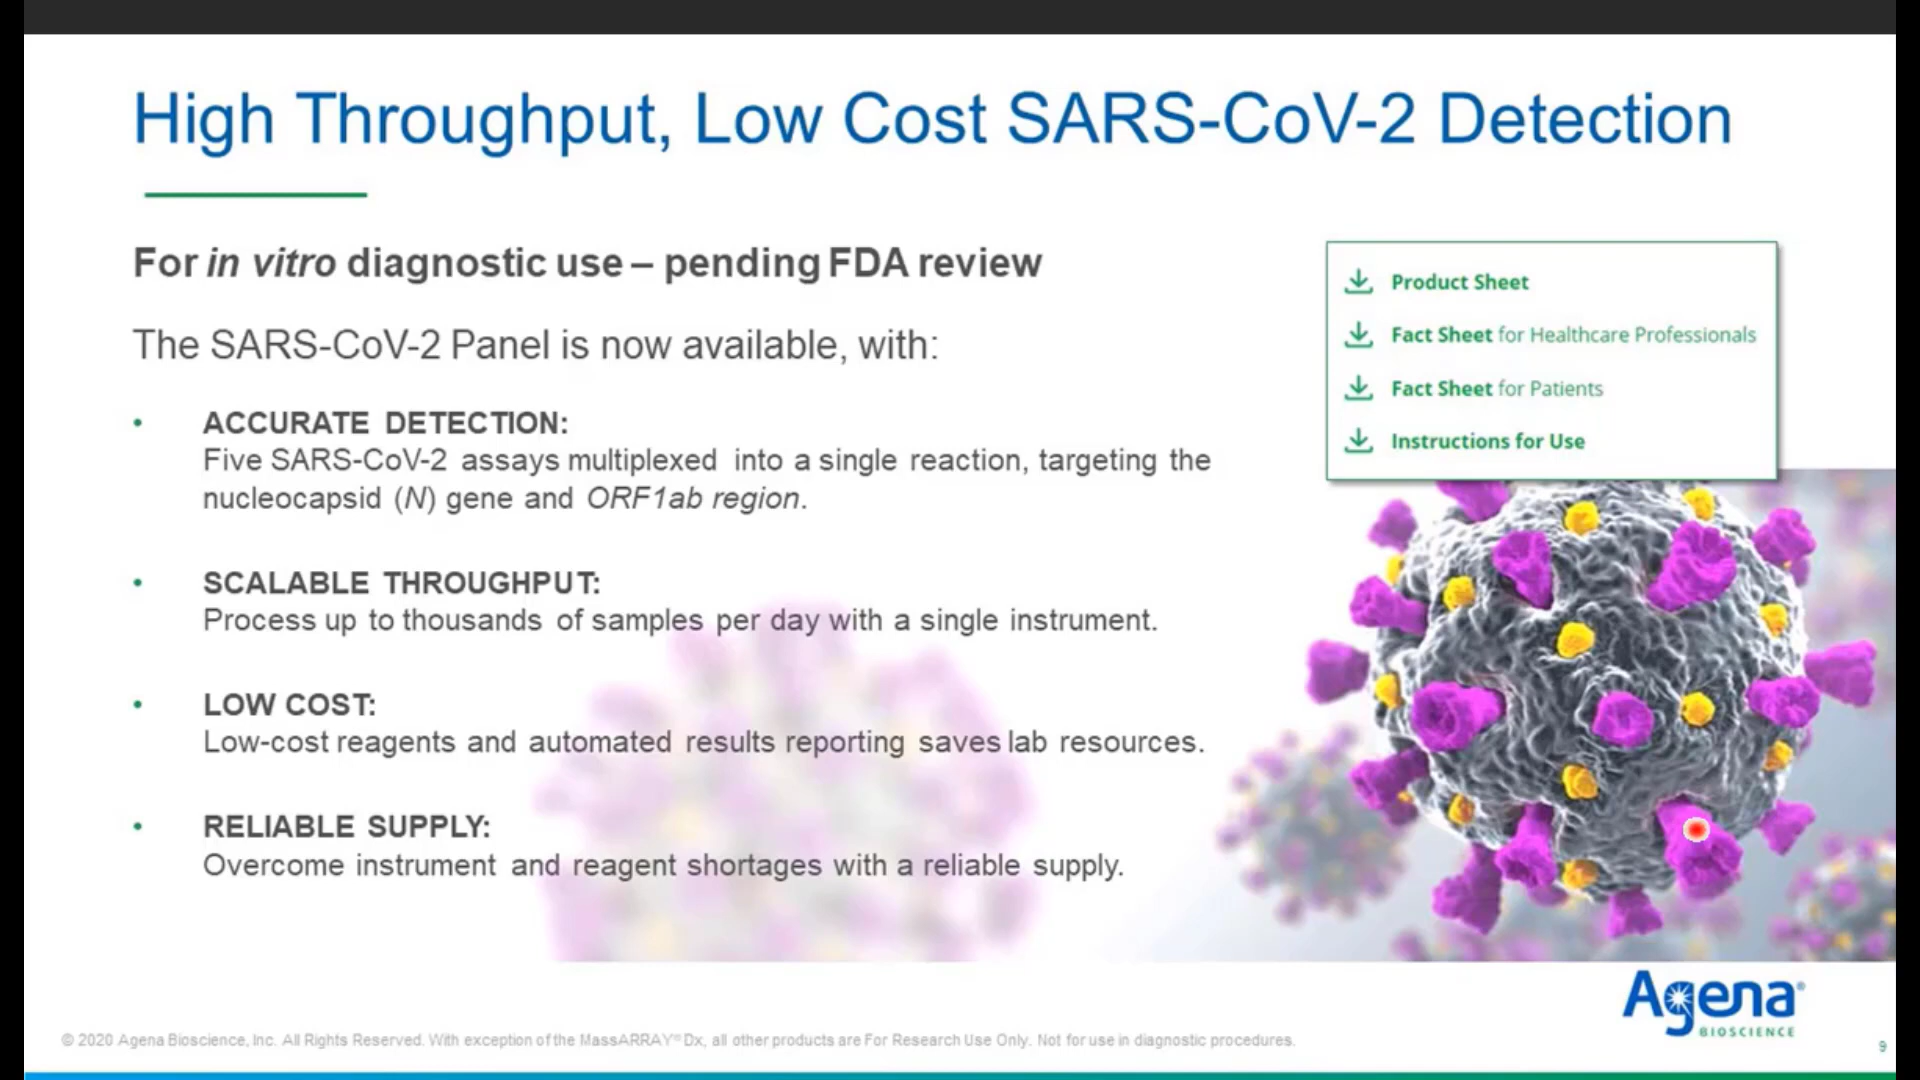 High Throughput, Low Cost SARS-CoV-2 Detection
For in vitro diagnostic use – pending FDA review
The SARS-CoV-2 Panel is now available, with:
• ACCURATE DETECTION:
Five SARS-CoV-2 assays multiplexed into a single reaction, targeting the
nucleocapsid (N) gene and ORF1ab region.
• SCALABLE THROUGHPUT:
Process up to thousands of samples per day with a single instrument.
• LOW COST:
Low-cost reagents and automated results reporting saves lab resources.
• RELIABLE SUPPLY:
Overcome instrument and reagent shortages with a reliable supply.
Product Sheet
Fact Sheet for Healthcare Professionals
Fact Sheet for Patients
Instructions for Use
Agena®
BIOSCIENCE
© 2020 Agena Bioscience, Inc. All Rights Reserved. With exception of the MassARRAY® Dx, all other products are For Research Use Only. Not for use in diagnostic procedures.
9